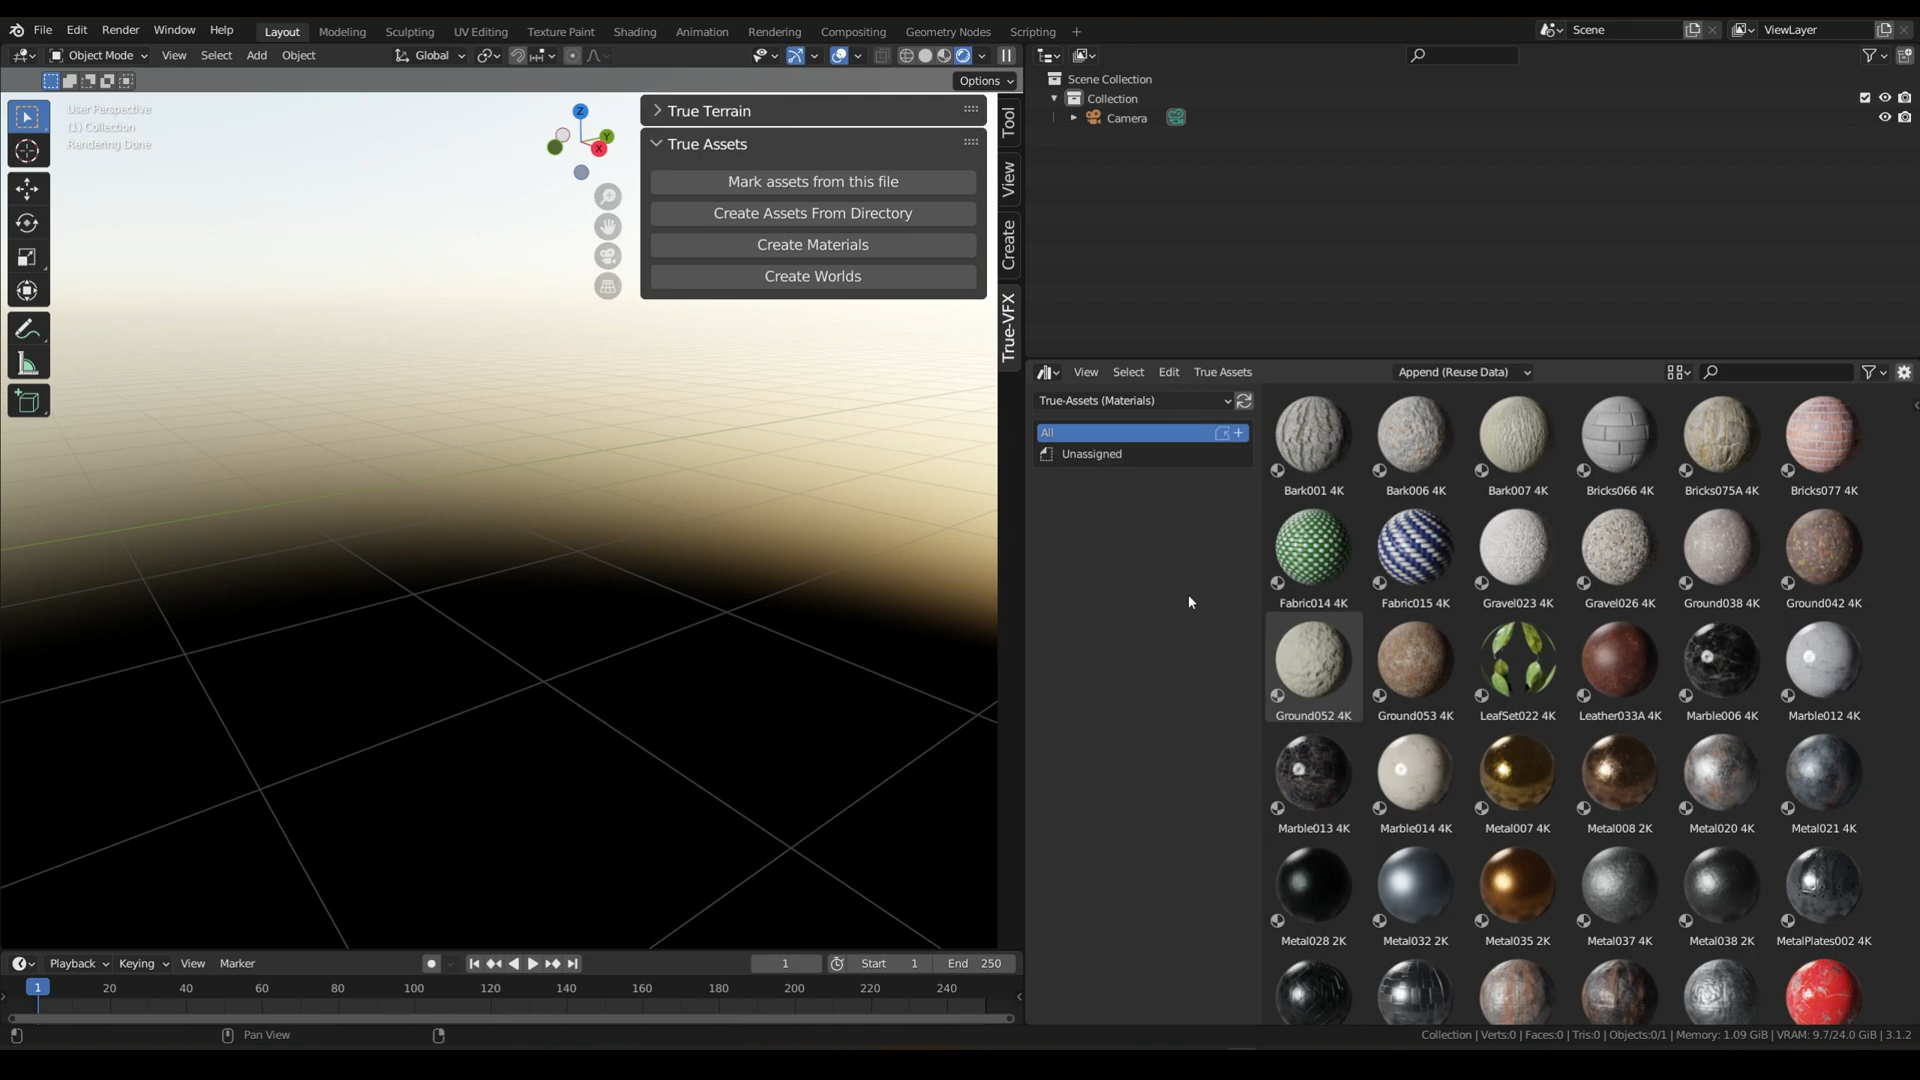 File Edit Render Window Help Layout Modeling Sculpting UV Editing Texture Paint Shading Animation Rendering Compositing Geometry Nodes Scripting + Scene ViewLayer
Object Mode View Select Add Object Global
Options
User Perspective
(1) Collection
Rendering Done
Z
Y
X
True Terrain
True Assets
Mark assets from this file
Create Assets From Directory
Create Materials
Create Worlds
Tool
View
Create
True-VFX
Scene Collection
Collection
Camera
View Select Edit True Assets Append (Reuse Data)
True-Assets (Materials)
All
Unassigned
Bark001 4K Bark006 4K Bark007 4K Bricks066 4K Bricks075A 4K Bricks077 4K
Fabric014 4K Fabric015 4K Gravel023 4K Gravel026 4K Ground038 4K Ground042 4K
Ground052 4K Ground053 4K LeafSet022 4K Leather033A 4K Marble006 4K Marble012 4K
Marble013 4K Marble014 4K Metal007 4K Metal008 2K Metal020 4K Metal021 4K
Metal028 2K Metal032 2K Metal035 2K Metal037 4K Metal038 2K MetalPlates002 4K
Playback Keying View Marker 1 Start 1 End 250
1 20 40 60 80 100 120 140 160 180 200 220 240
Pan View
Collection | Verts:0 | Faces:0 | Tris:0 | Objects:0/1 | Memory: 1.09 GiB | VRAM: 9.7/24.0 GiB | 3.1.2